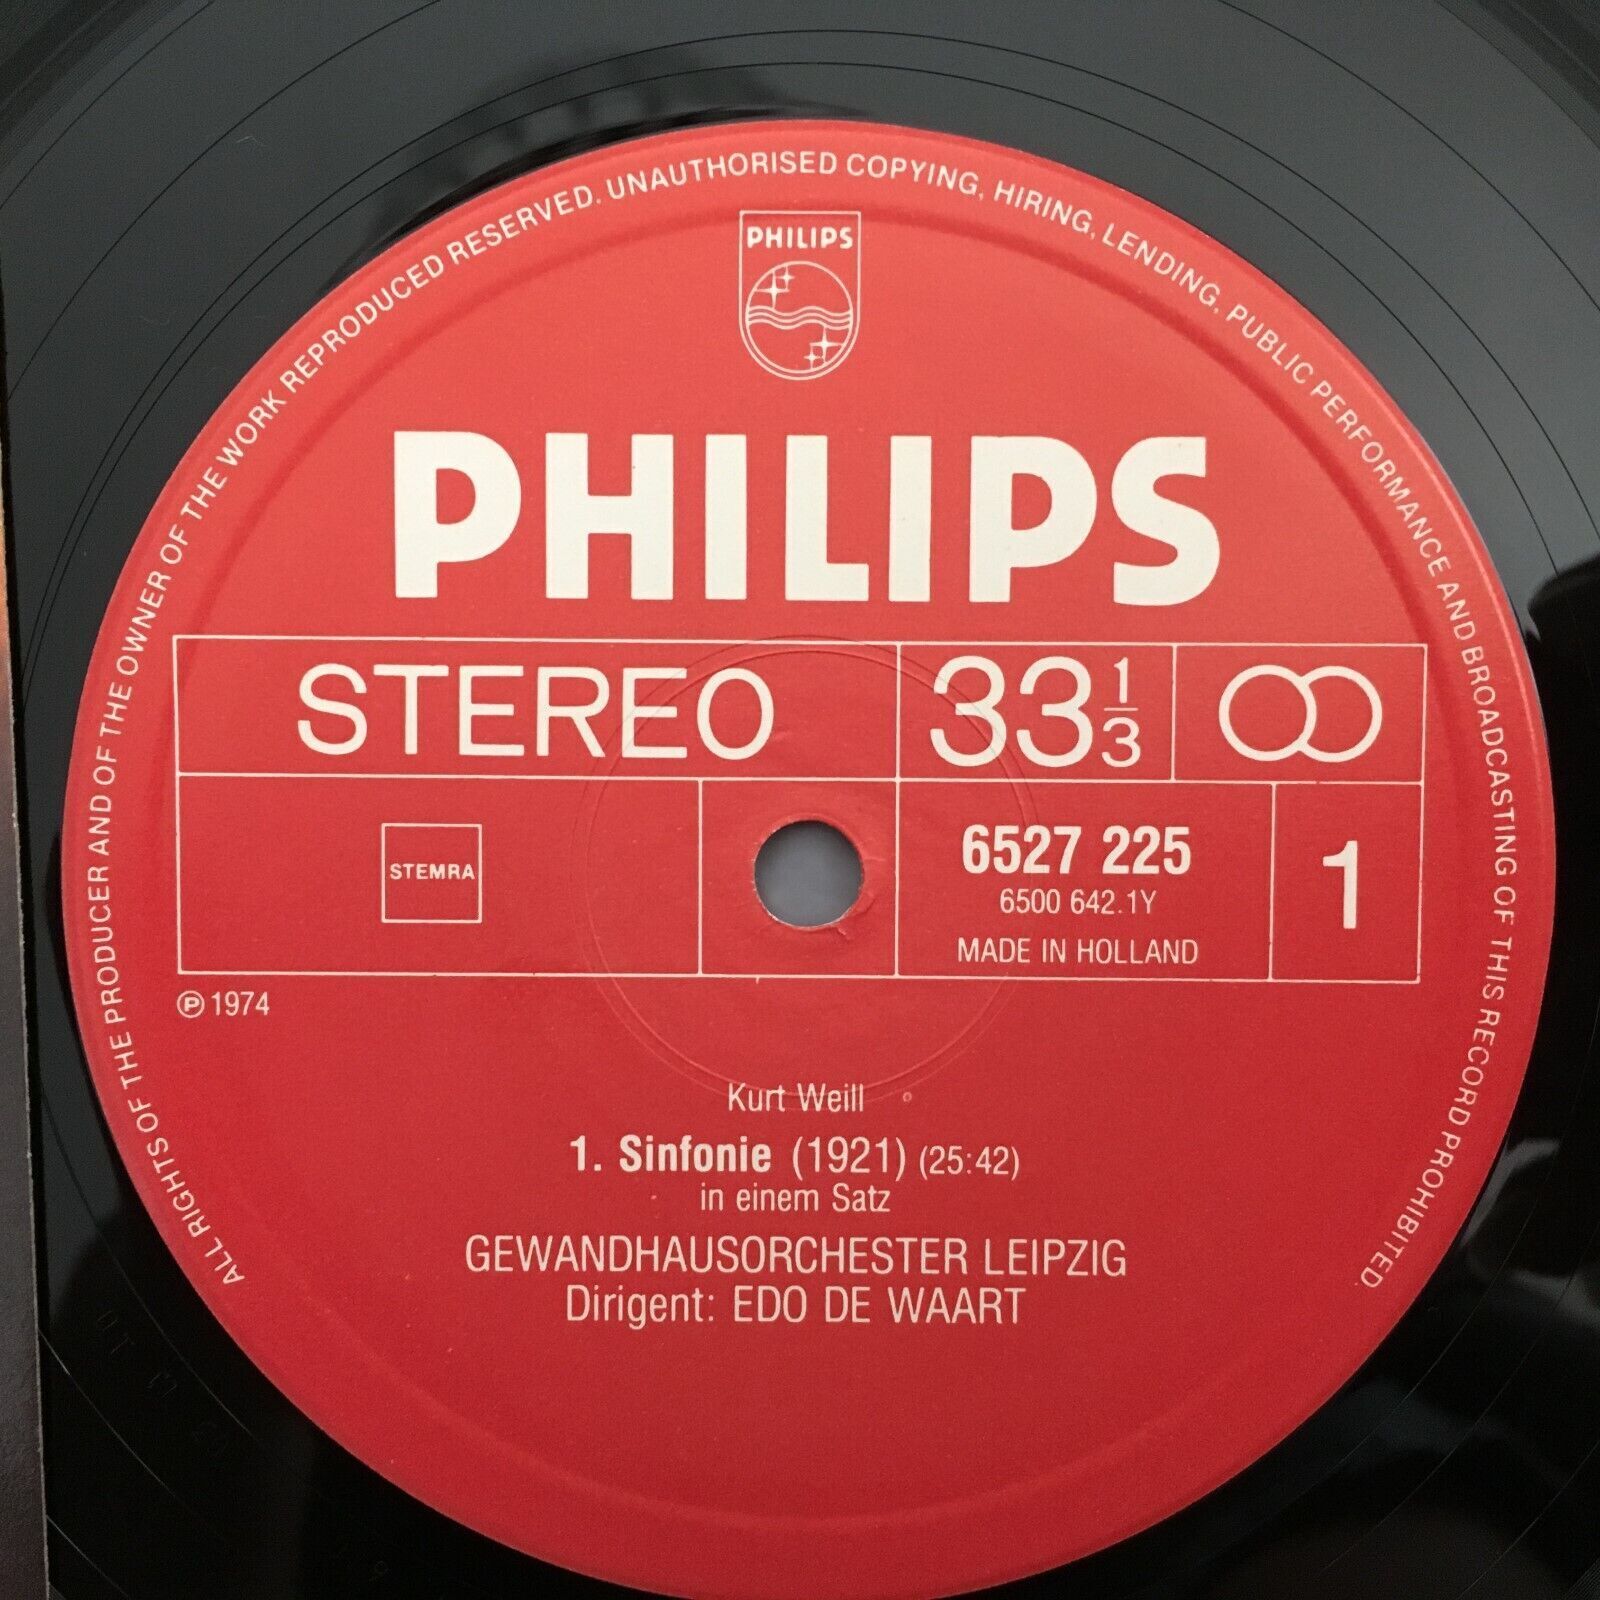 ALL RIGHTS OF THE PRODUCER AND OF THE OWNER OF THE WORK REPRODUCED RESERVED. UNAUTHORISED COPYING, HIRING, LENDING, PUBLIC PERFORMANCE AND BROADCASTING OF THIS RECORD PROHIBITED.
PHILIPS
PHILIPS
STEREO 33 1/3
STEMRA
6527 225 1
6500 642.1Y
MADE IN HOLLAND
℗ 1974
Kurt Weill
1. Sinfonie (1921) (25:42)
in einem Satz
GEWANDHAUSORCHESTER LEIPZIG
Dirigent: EDO DE WAART